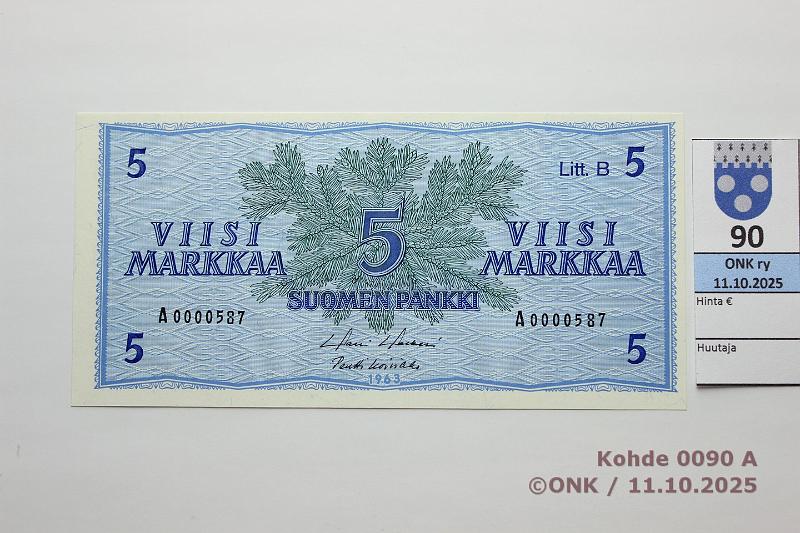 5
Litt. B 5
5
VIISI
MARKKAA
VIISI
MARKKAA
SUOMEN PANKKI
A0000587
A0000587
5
5
1963
90
ONK ry
11.10.2025
Hinta €
Huutaja
Kohde 0090 A
©ONK / 11.10.2025